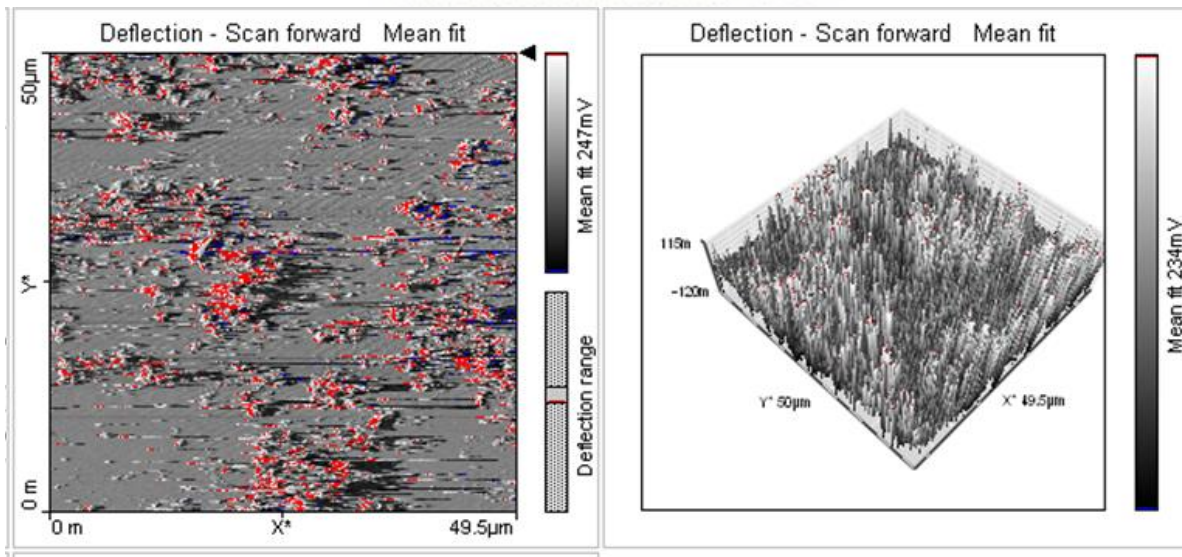 Deflection - Scan forward Mean fit
50µm
Y*
0 m
0 m
X*
49.5µm
Mean fit 247mV
Deflection range
Deflection - Scan forward Mean fit
115m
-120m
Y* 50µm
X* 49.5µm
Mean fit 234mV